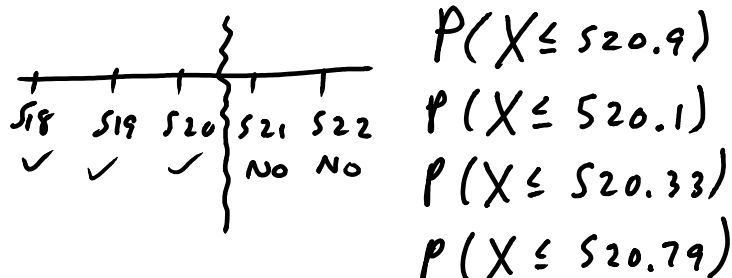 518 519 520 521 522
✓ ✓ ✓ NO NO
P(X ≤ 520.9)
P(X ≤ 520.1)
P(X ≤ 520.33)
P(X ≤ 520.79)